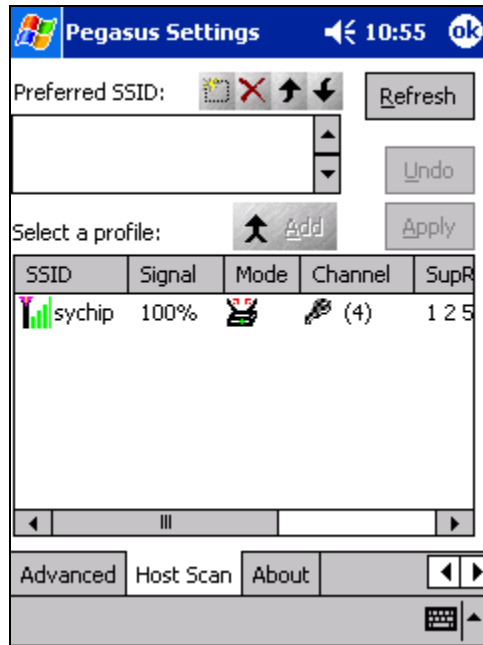 Pegasus Settings 10:55 ok
Preferred SSID:
Refresh
Undo
Select a profile: Add Apply
SSID Signal Mode Channel SupR
sychip 100% (4) 1 2 5
Advanced Host Scan About